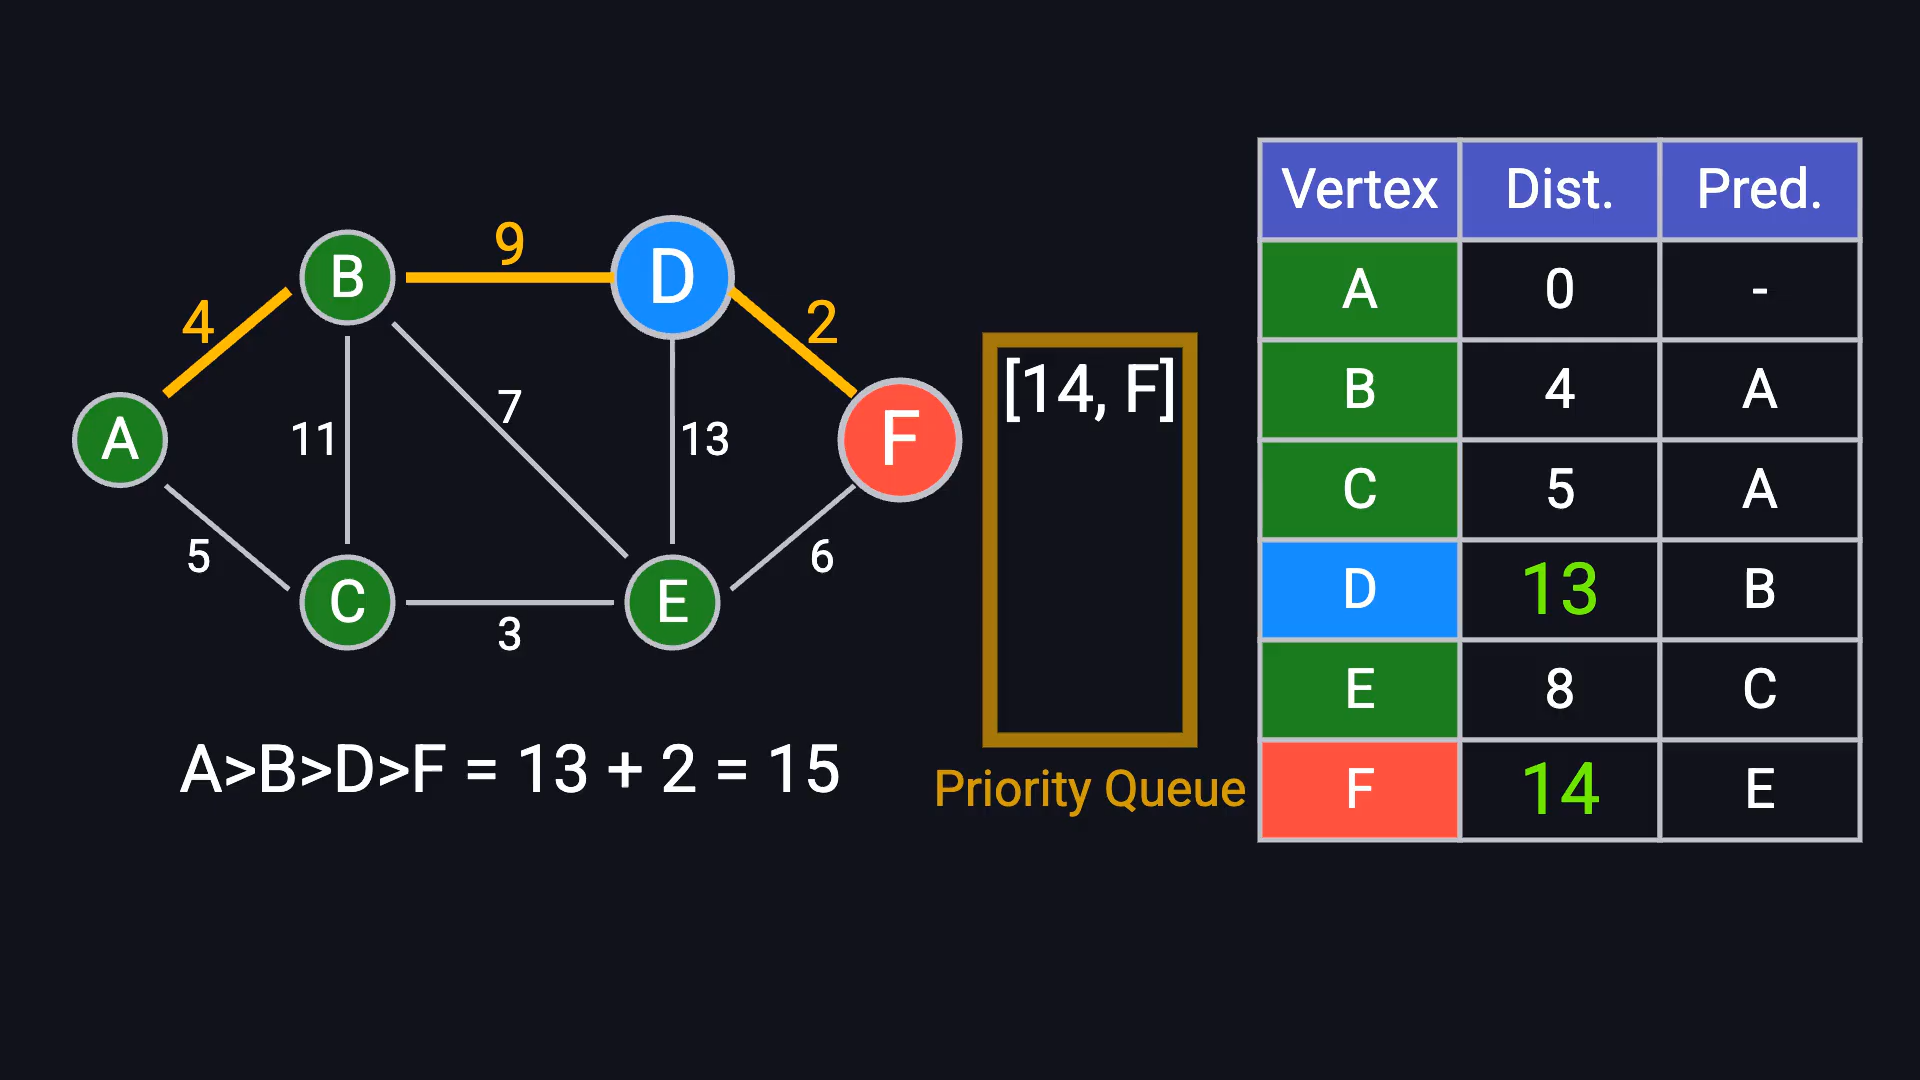 9
B
D
4
2
7
A
11
13
F
5
6
C
E
3
A>B>D>F = 13 + 2 = 15
[14, F]
Priority Queue
Vertex Dist. Pred.
A 0 -
B 4 A
C 5 A
D 13 B
E 8 C
F 14 E